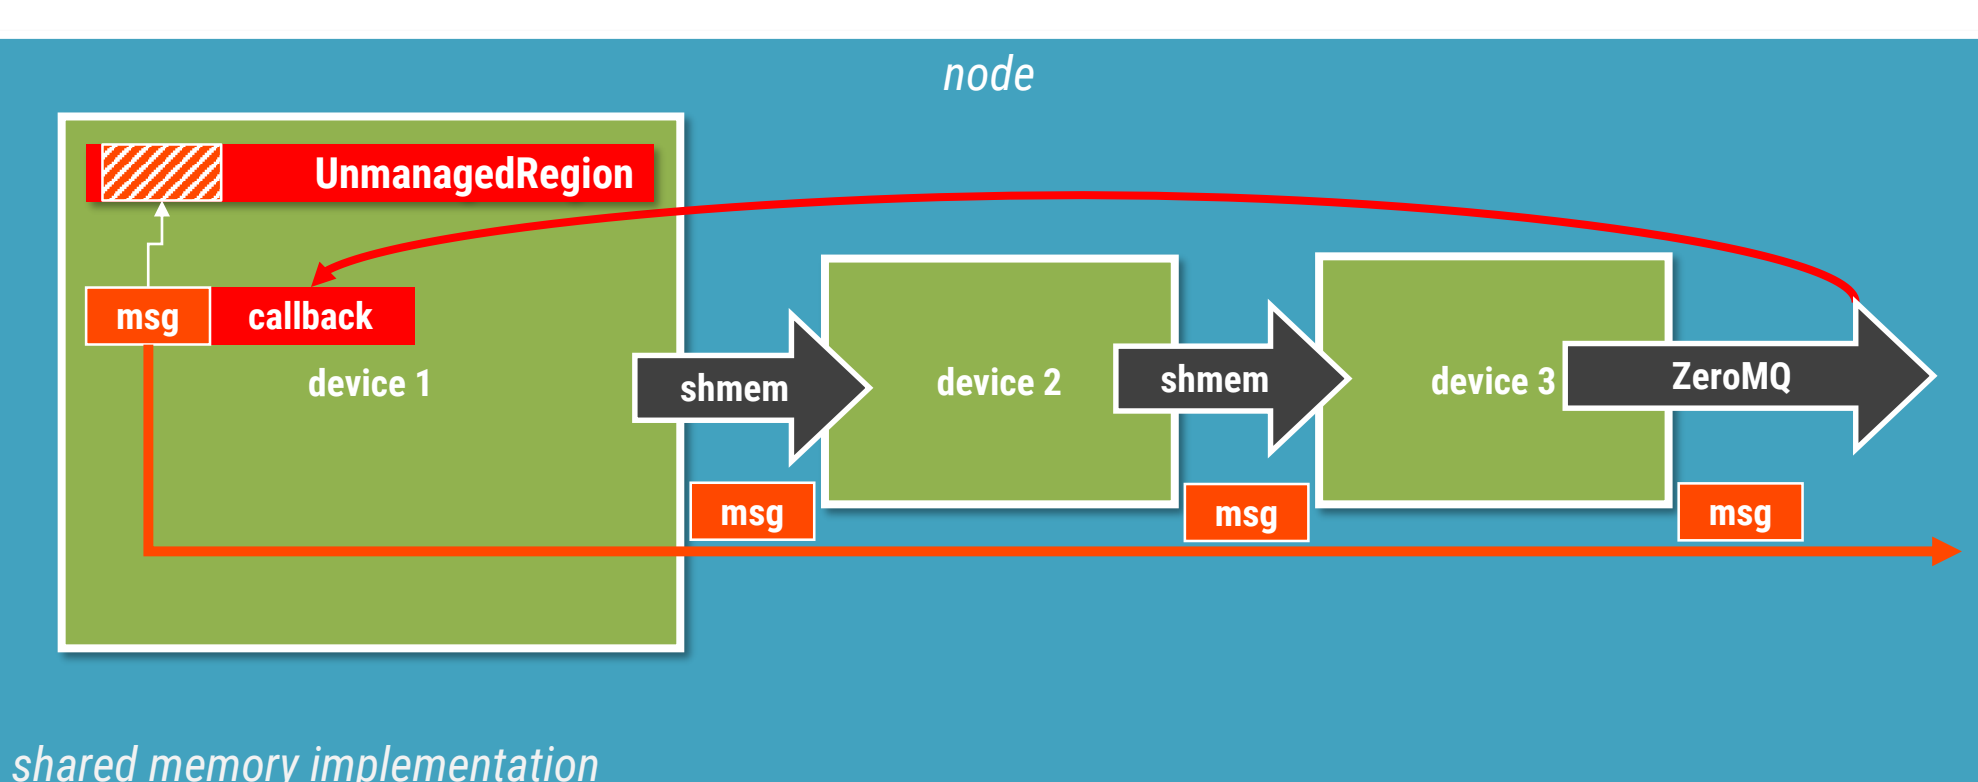 node
UnmanagedRegion
msg
callback
device 1
shmem
device 2
shmem
device 3
ZeroMQ
msg
msg
msg
shared memory implementation